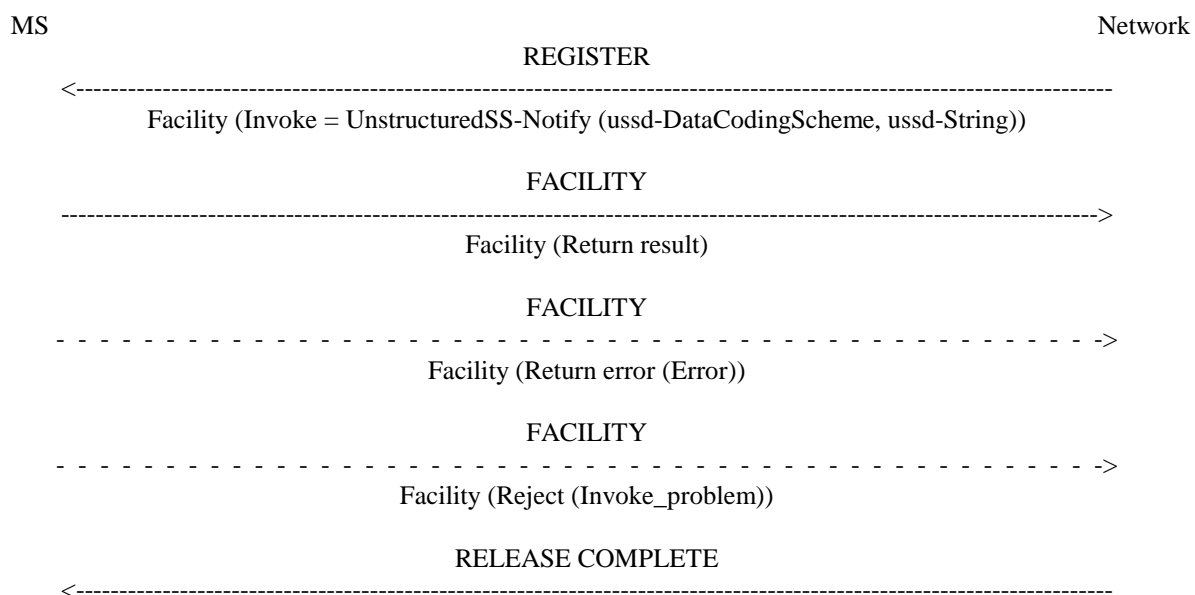 MS Network
REGISTER
<------------------------------------------------------------------------------------------------------------------------
Facility (Invoke = UnstructuredSS-Notify (ussd-DataCodingScheme, ussd-String))
FACILITY
------------------------------------------------------------------------------------------------------------------------>
Facility (Return result)
FACILITY
- - - - - - - - - - - - - - - - - - - - - - - - - - - - - - - - - - - - - - - - - - - - - - - ->
Facility (Return error (Error))
FACILITY
- - - - - - - - - - - - - - - - - - - - - - - - - - - - - - - - - - - - - - - - - - - - - - - ->
Facility (Reject (Invoke_problem))
RELEASE COMPLETE
<------------------------------------------------------------------------------------------------------------------------